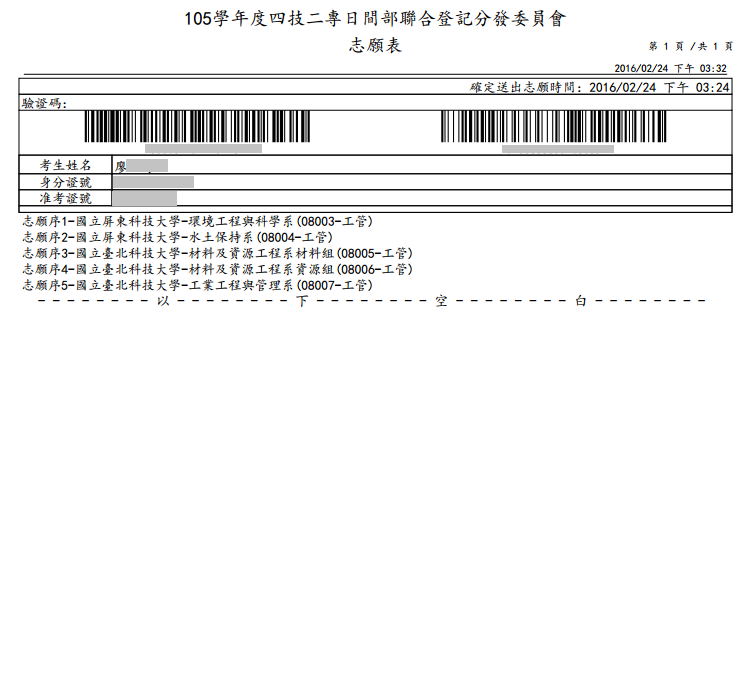 105學年度四技二專日間部聯合登記分發委員會
志願表
第 1 頁 /共 1 頁
2016/02/24 下午 03:32
確定送出志願時間: 2016/02/24 下午 03:24
驗證碼:
考生姓名 廖
身分證號
准考證號
志願序1-國立屏東科技大學-環境工程與科學系(08003-工管)
志願序2-國立屏東科技大學-水土保持系(08004-工管)
志願序3-國立臺北科技大學-材料及資源工程系材料組(08005-工管)
志願序4-國立臺北科技大學-材料及資源工程系資源組(08006-工管)
志願序5-國立臺北科技大學-工業工程與管理系(08007-工管)
- - - - - - - - 以 - - - - - - - - 下 - - - - - - - - 空 - - - - - - - - 白 - - - - - - - -